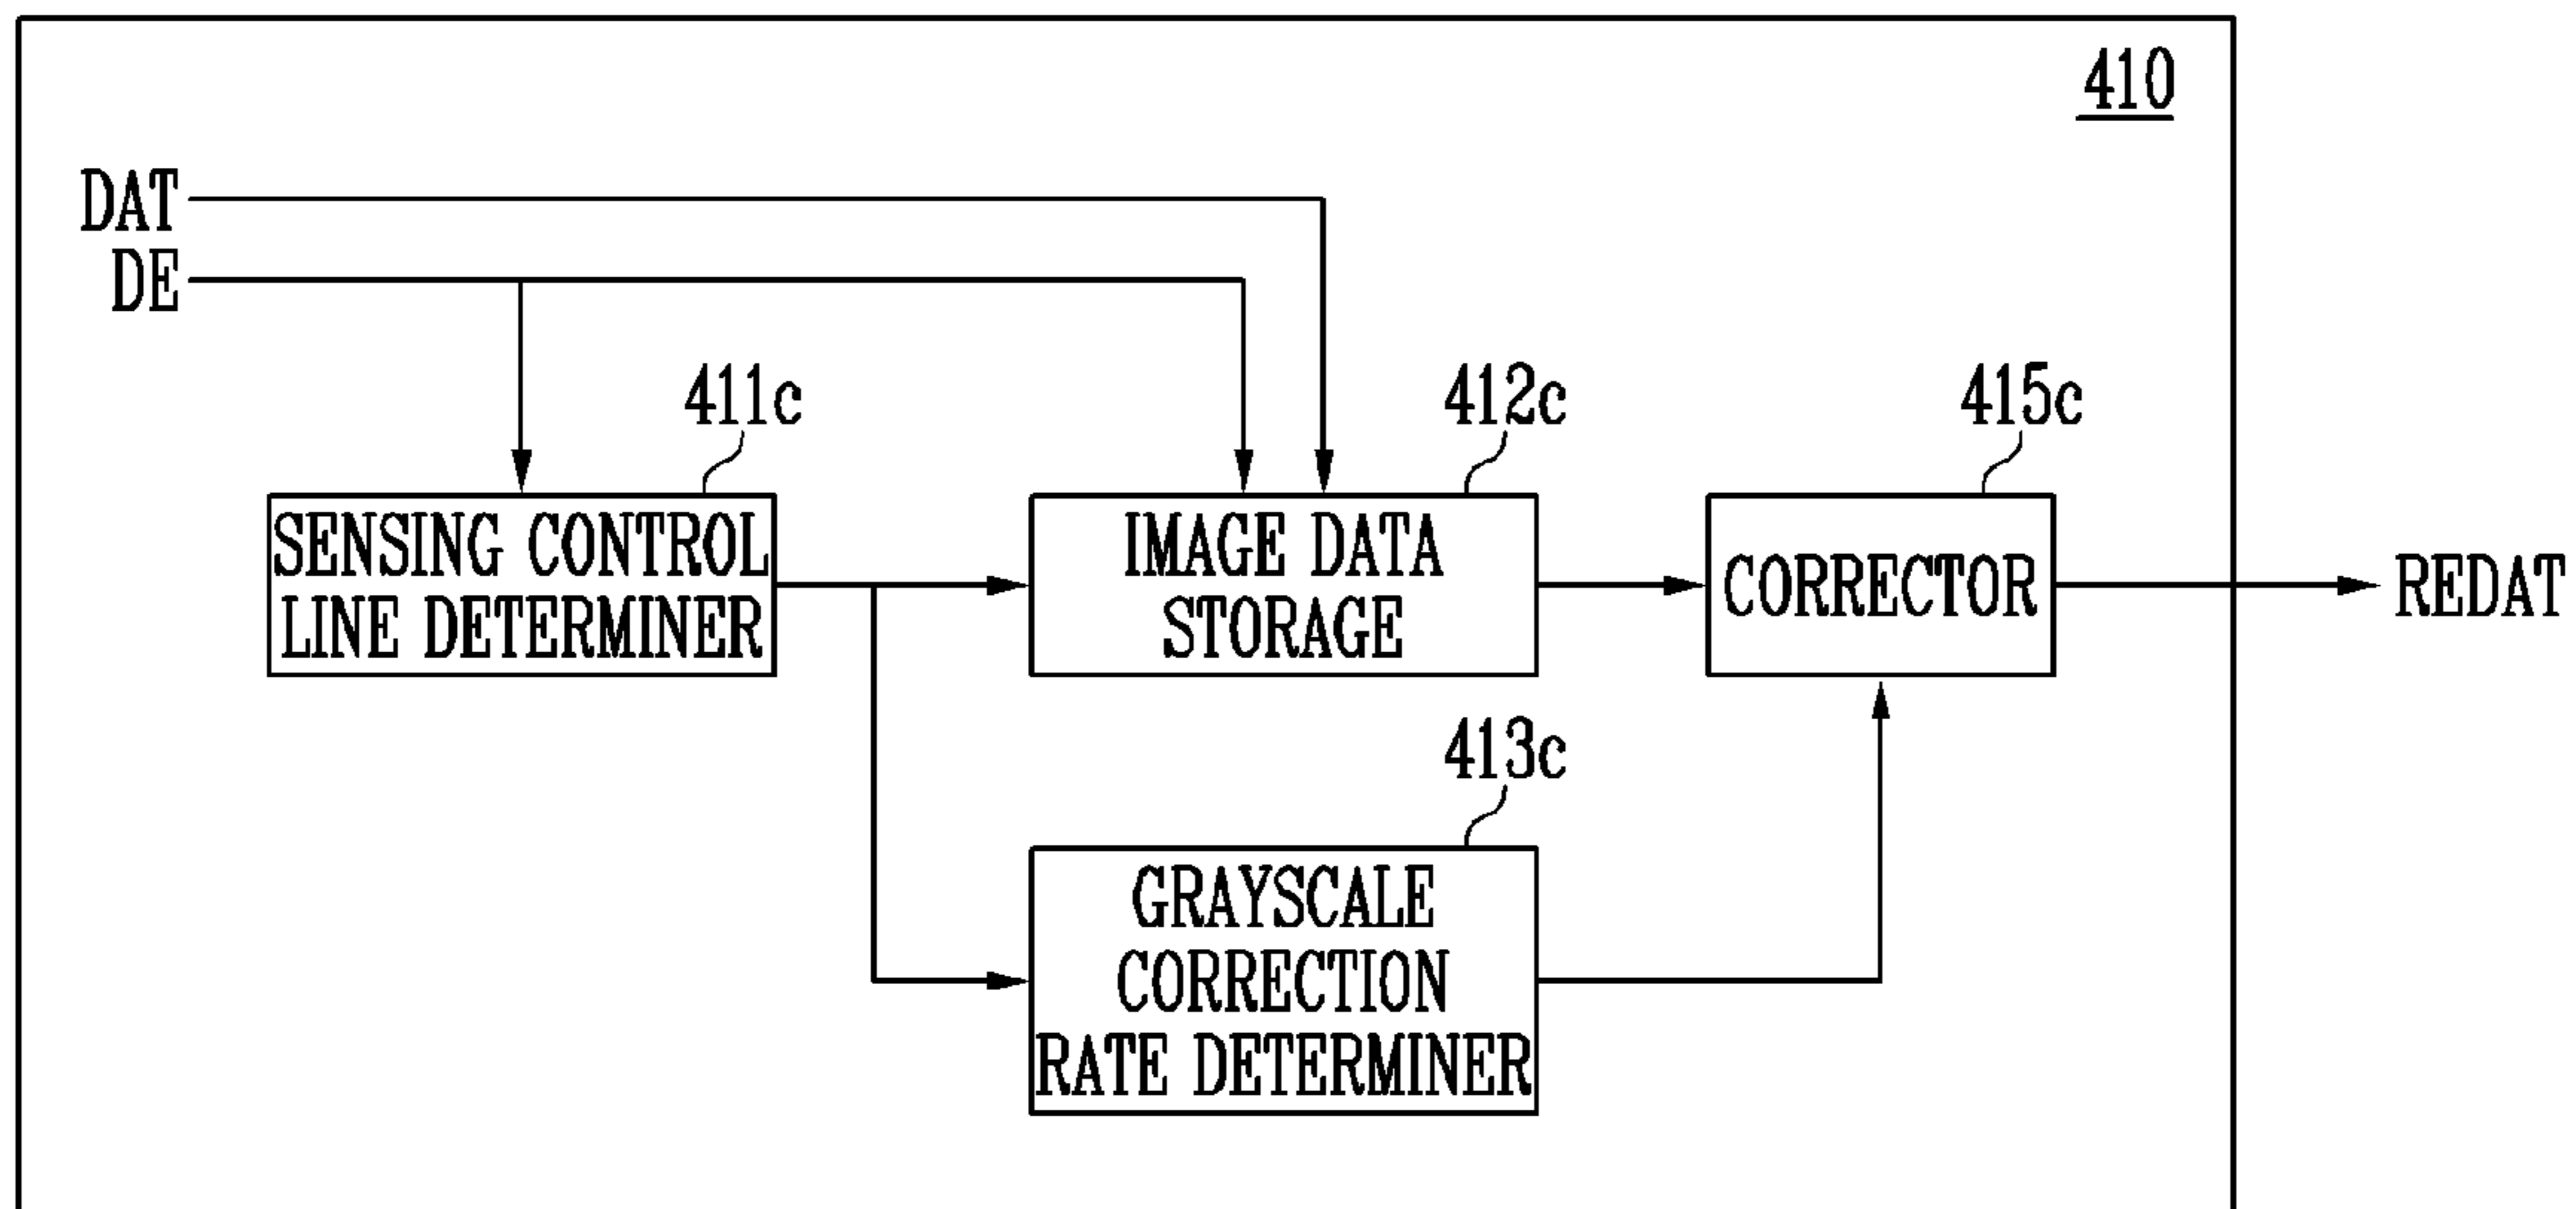 410
DAT
DE
411c
412c
415c
SENSING CONTROL
LINE DETERMINER
IMAGE DATA
STORAGE
CORRECTOR
REDAT
413c
GRAYSCALE
CORRECTION
RATE DETERMINER